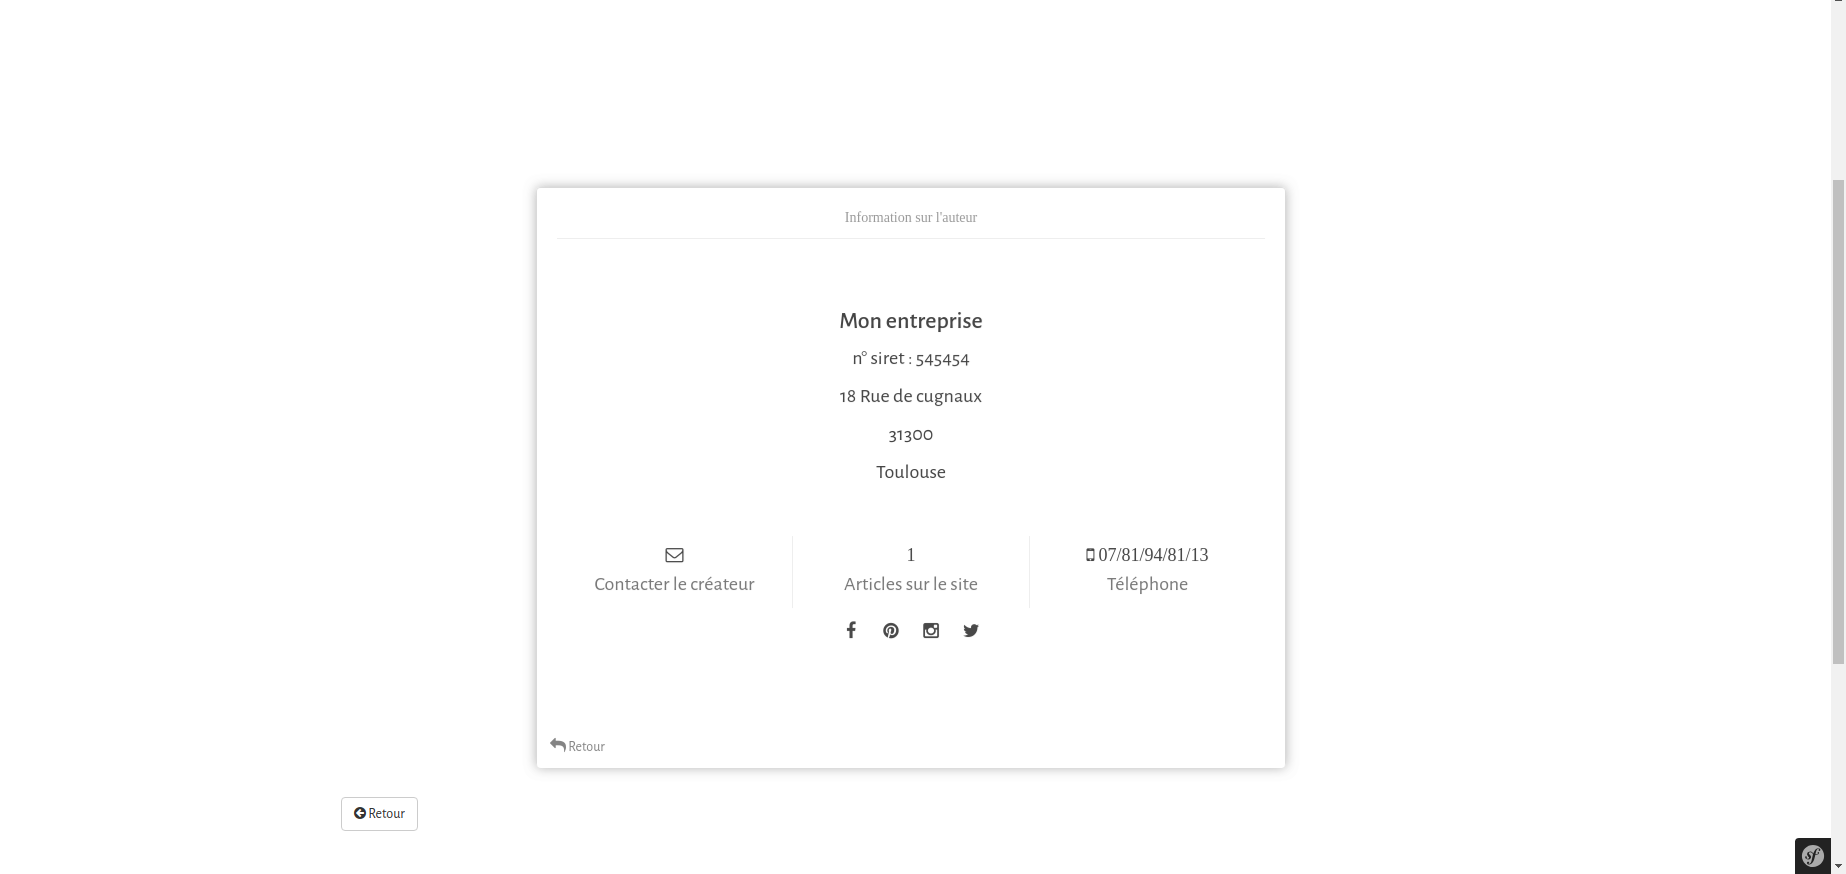 Information sur l'auteur
Mon entreprise
n° siret : 545454
18 Rue de cugnaux
31300
Toulouse
1
07/81/94/81/13
Contacter le créateur
Articles sur le site
Téléphone
Retour
Retour
sf